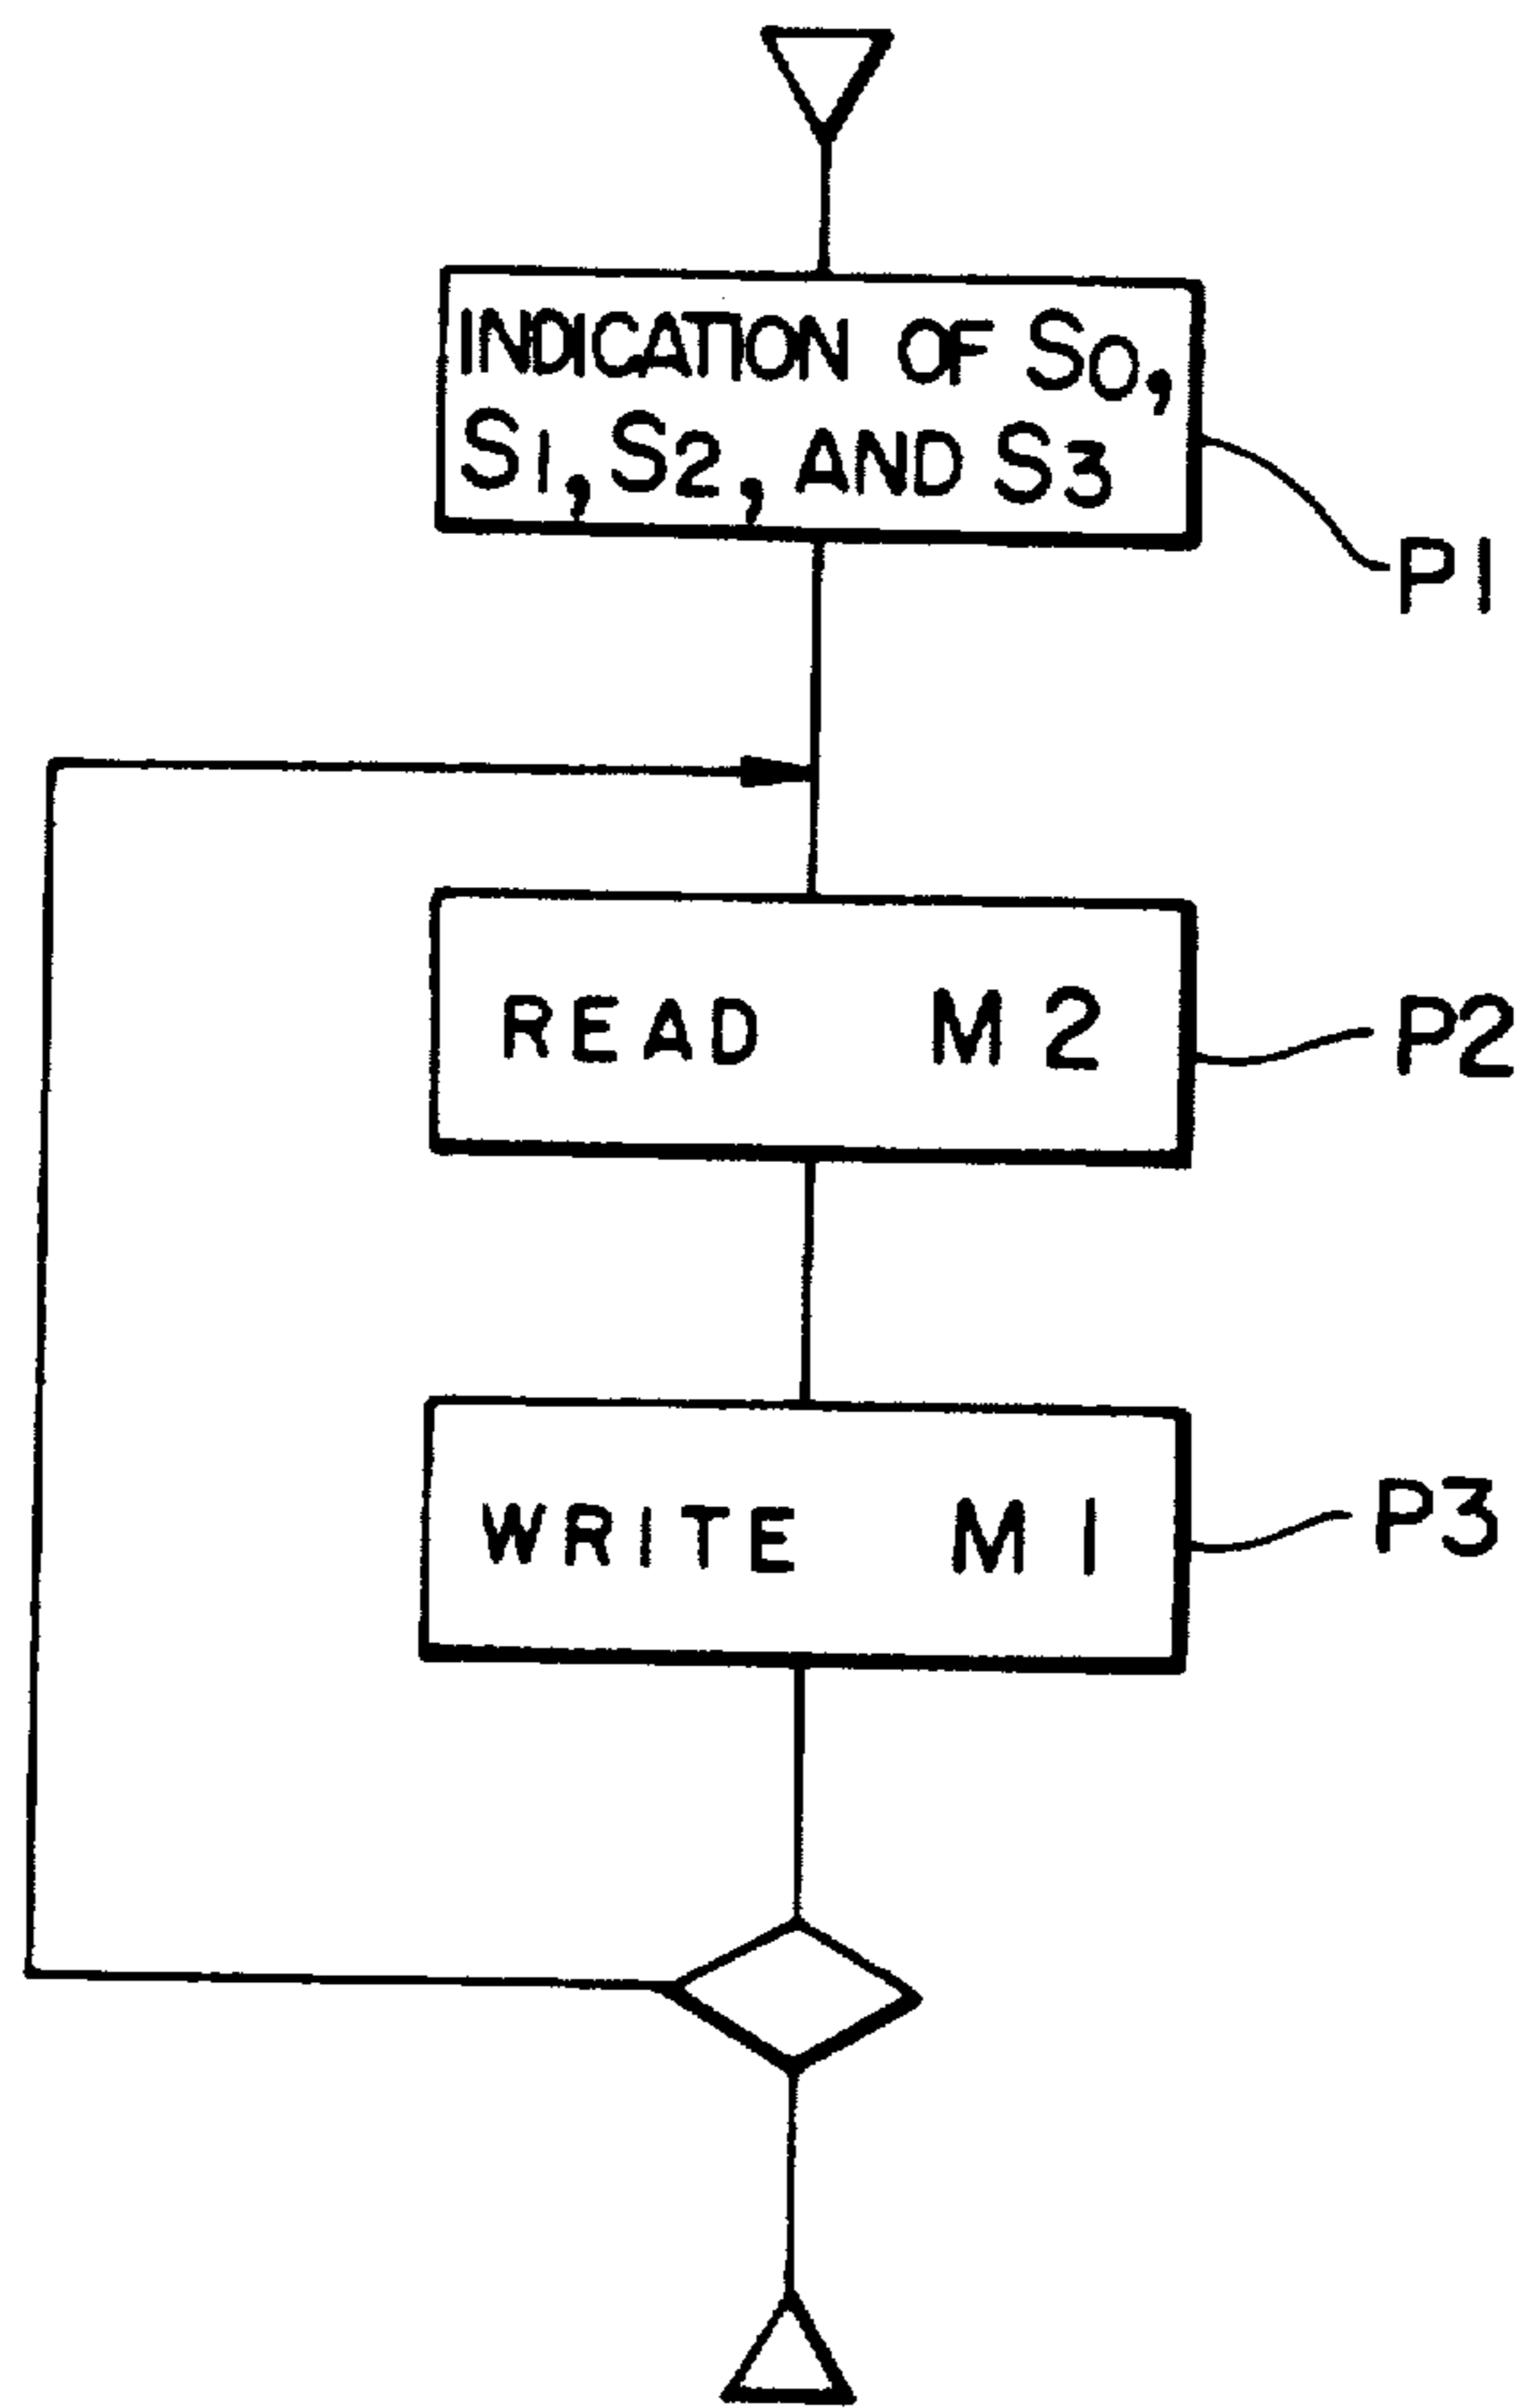 INDICATION OF S0,
S1, S2, AND S3
P1
READ M2
P2
WRITE M1
P3